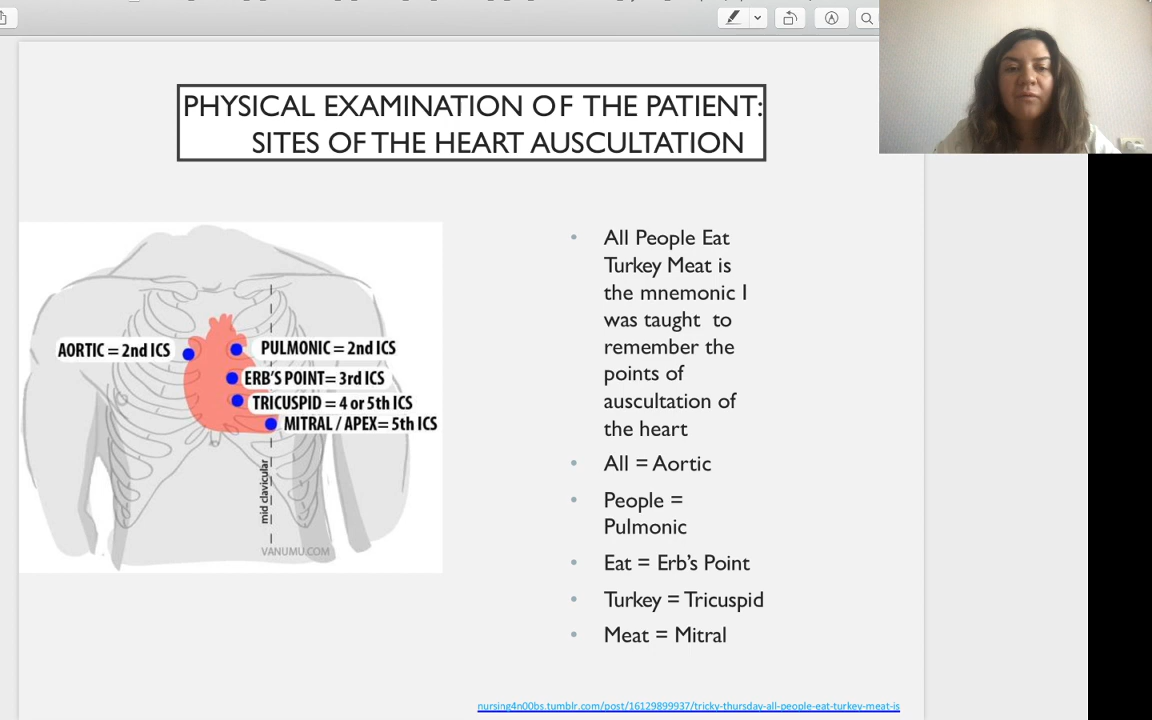 PHYSICAL EXAMINATION OF THE PATIENT:
SITES OF THE HEART AUSCULTATION
AORTIC = 2nd ICS
PULMONIC = 2nd ICS
ERB'S POINT= 3rd ICS
TRICUSPID = 4 or 5th ICS
MITRAL / APEX= 5th ICS
mid clavicular
VANUMU.COM
• All People Eat
Turkey Meat is
the mnemonic I
was taught to
remember the
points of
auscultation of
the heart
• All = Aortic
• People =
Pulmonic
• Eat = Erb's Point
• Turkey = Tricuspid
• Meat = Mitral
nursing4n00bs.tumblr.com/post/16129899937/tricky-thursday-all-people-eat-turkey-meat-is